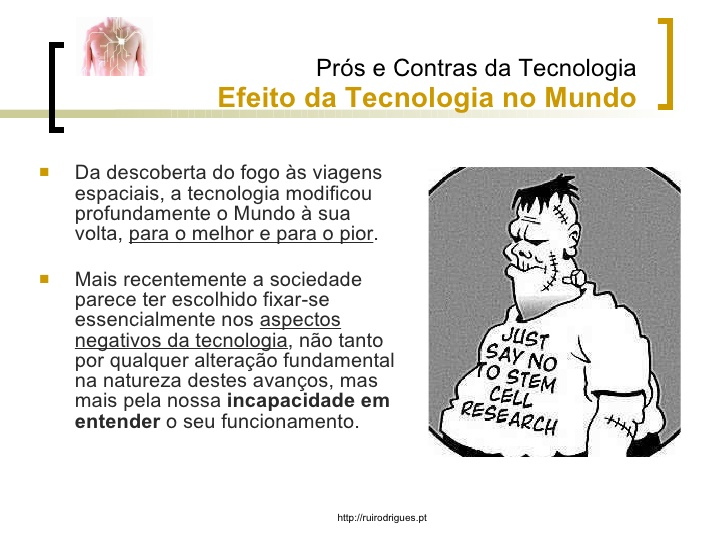 Prós e Contras da Tecnologia
Efeito da Tecnologia no Mundo
Da descoberta do fogo às viagens
espaciais, a tecnologia modificou
profundamente o Mundo à sua
volta, para o melhor e para o pior.
Mais recentemente a sociedade
parece ter escolhido fixar-se
essencialmente nos aspectos
negativos da tecnologia, não tanto
por qualquer alteração fundamental
na natureza destes avanços, mas
mais pela nossa incapacidade em
entender o seu funcionamento.
JUST
SAY NO
TO STEM
CELL
RESEARCH
http://ruirodrigues.pt